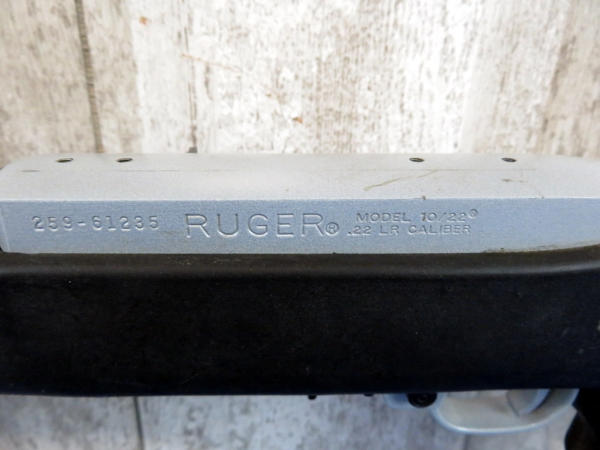 259-61235 RUGER® MODEL 10/22®
.22 LR CALIBER